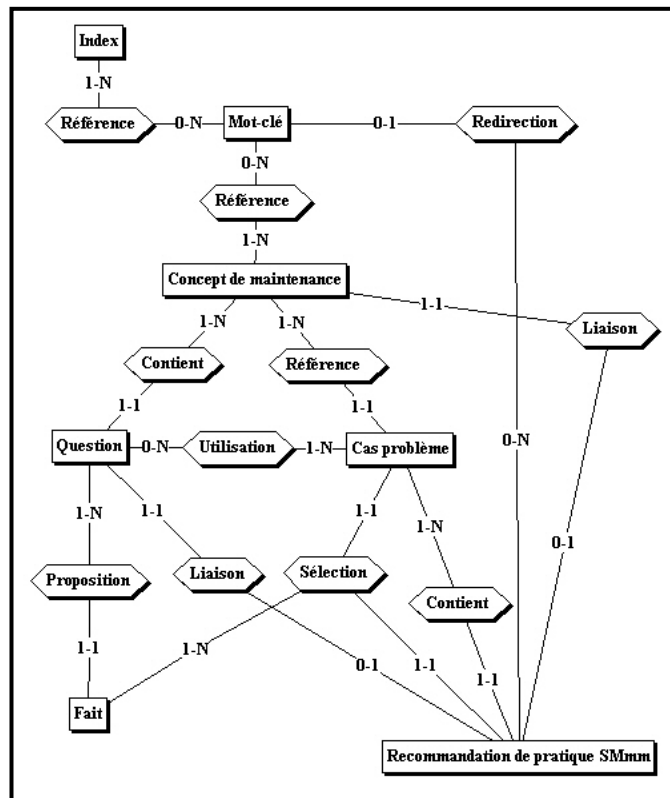 Index
1-N
Référence
0-N
Mot-clé
0-1
Redirection
0-N
Référence
1-N
Concept de maintenance
1-1
Liaison
1-N
1-N
Contient
Référence
1-1
1-1
0-N
Question
0-N
Utilisation
1-N
Cas problème
1-N
1-1
1-1
1-N
0-1
Proposition
Liaison
Sélection
Contient
1-1
1-N
0-1
1-1
1-1
Fait
Recommandation de pratique SMmm